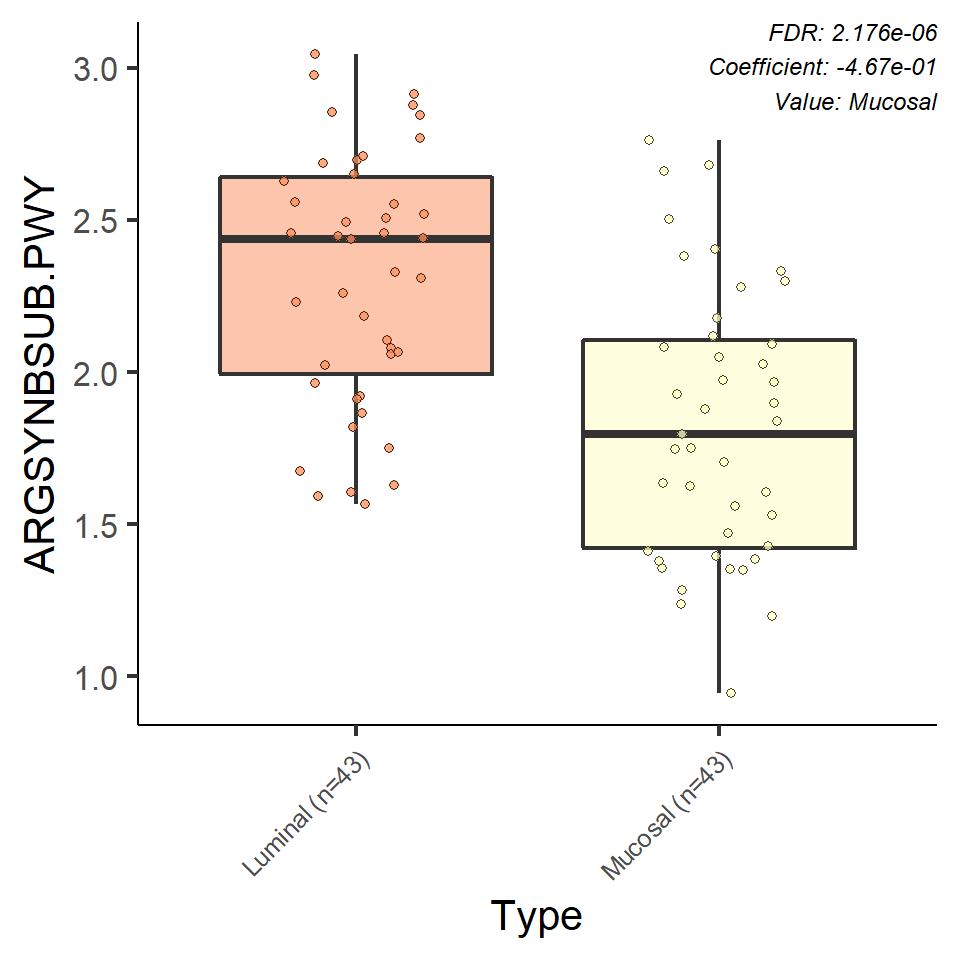 FDR: 2.176e-06
Coefficient: -4.67e-01
Value: Mucosal
ARGSYNBSUB.PWY
3.0
2.5
2.0
1.5
1.0
Luminal (n=43)
Mucosal (n=43)
Type